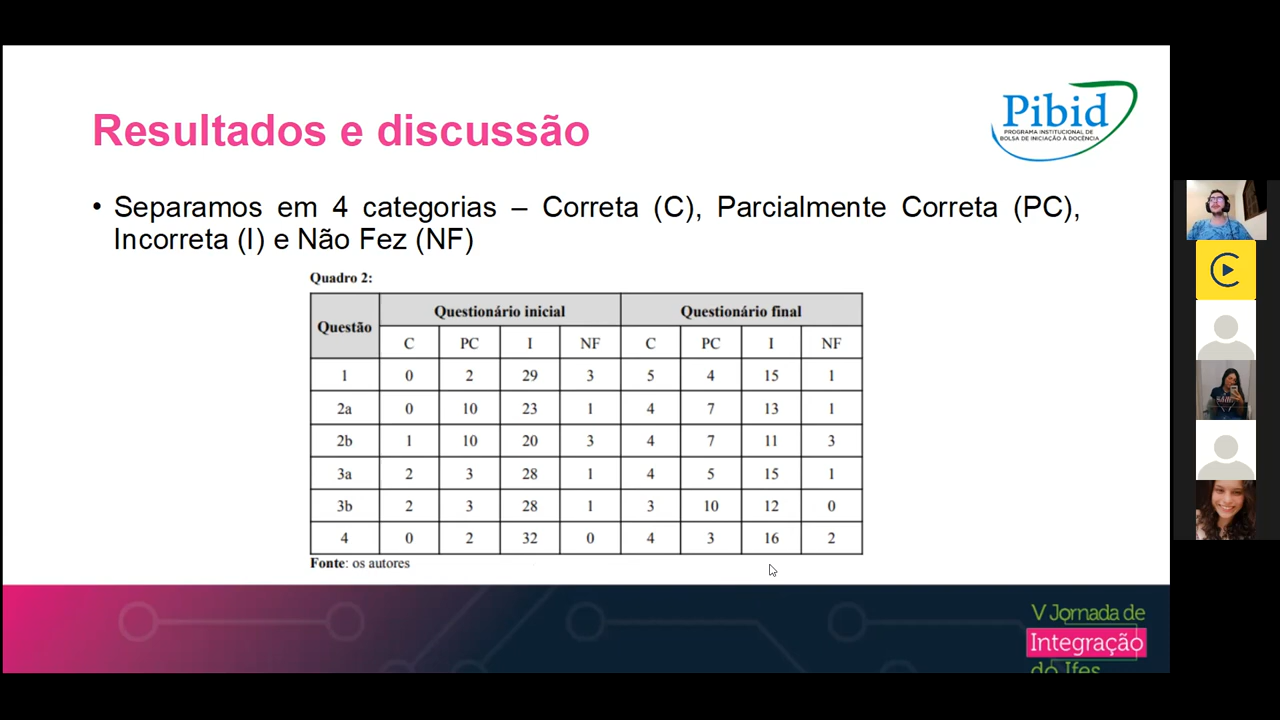 Resultados e discussão
Pibid
PROGRAMA INSTITUCIONAL DE
BOLSA DE INICIAÇÃO À DOCÊNCIA
• Separamos em 4 categorias – Correta (C), Parcialmente Correta (PC),
Incorreta (I) e Não Fez (NF)
Quadro 2:
Questão Questionário inicial Questionário final
C PC I NF C PC I NF
1 0 2 29 3 5 4 15 1
2a 0 10 23 1 4 7 13 1
2b 1 10 20 3 4 7 11 3
3a 2 3 28 1 4 5 15 1
3b 2 3 28 1 3 10 12 0
4 0 2 32 0 4 3 16 2
Fonte: os autores
V Jornada de
Integração
do Ifes